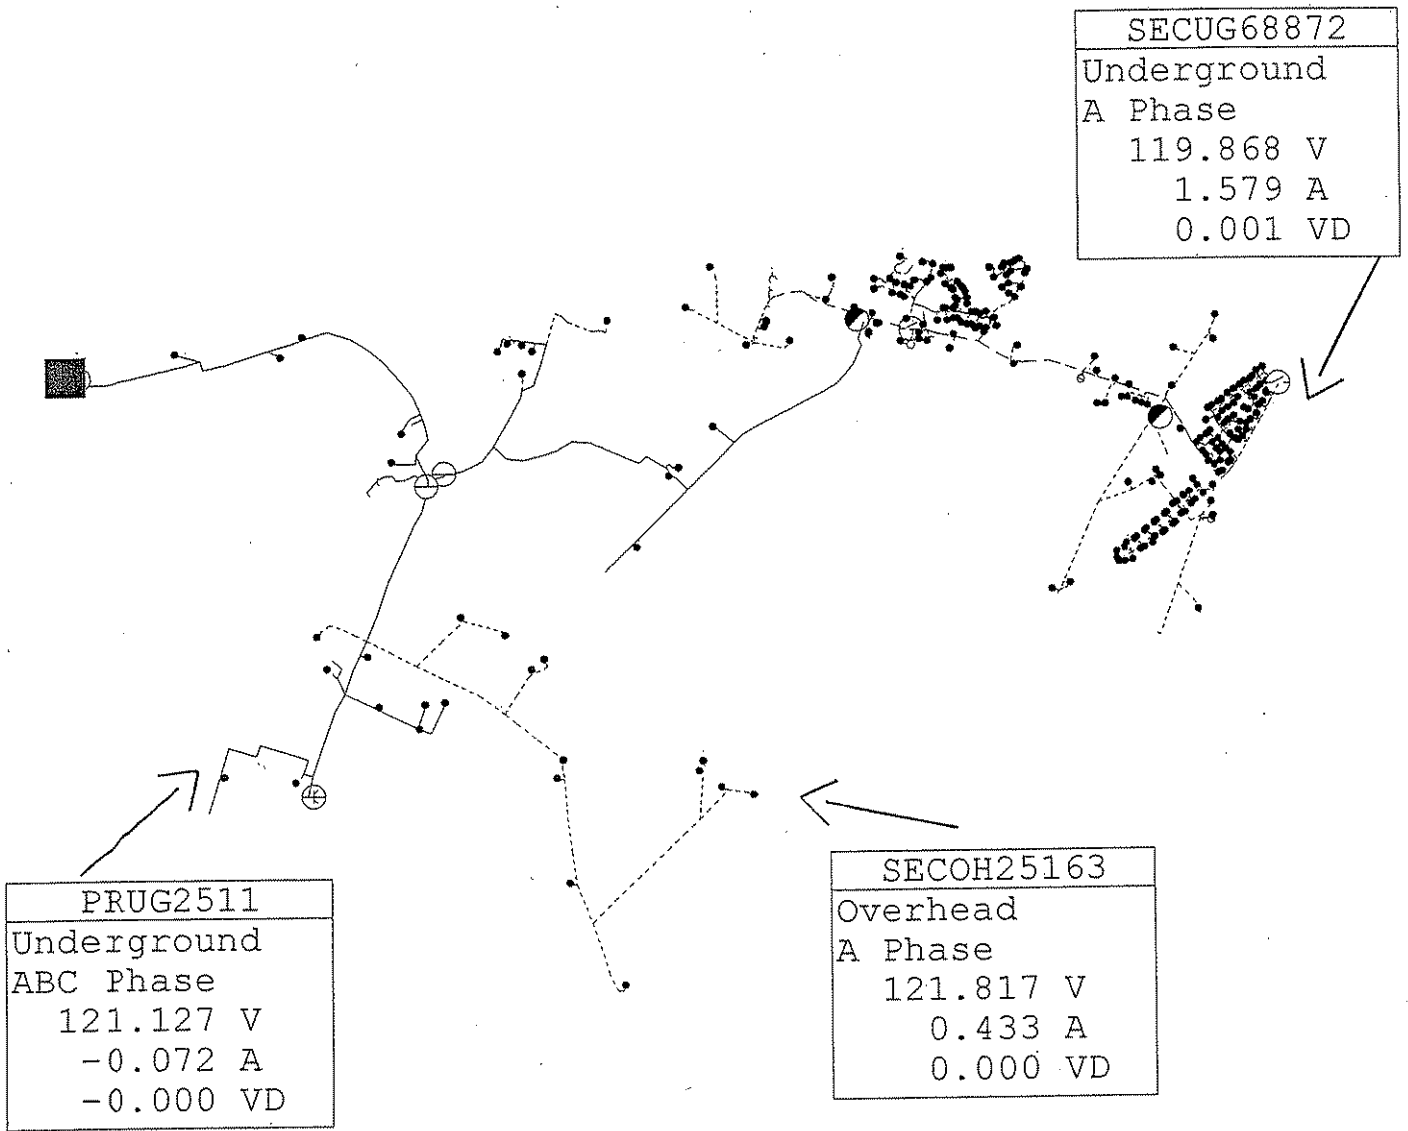 SECUG68872
Underground
A Phase
119.868 V
1.579 A
0.001 VD
PRUG2511
Underground
ABC Phase
121.127 V
-0.072 A
-0.000 VD
SECOH25163
Overhead
A Phase
121.817 V
0.433 A
0.000 VD